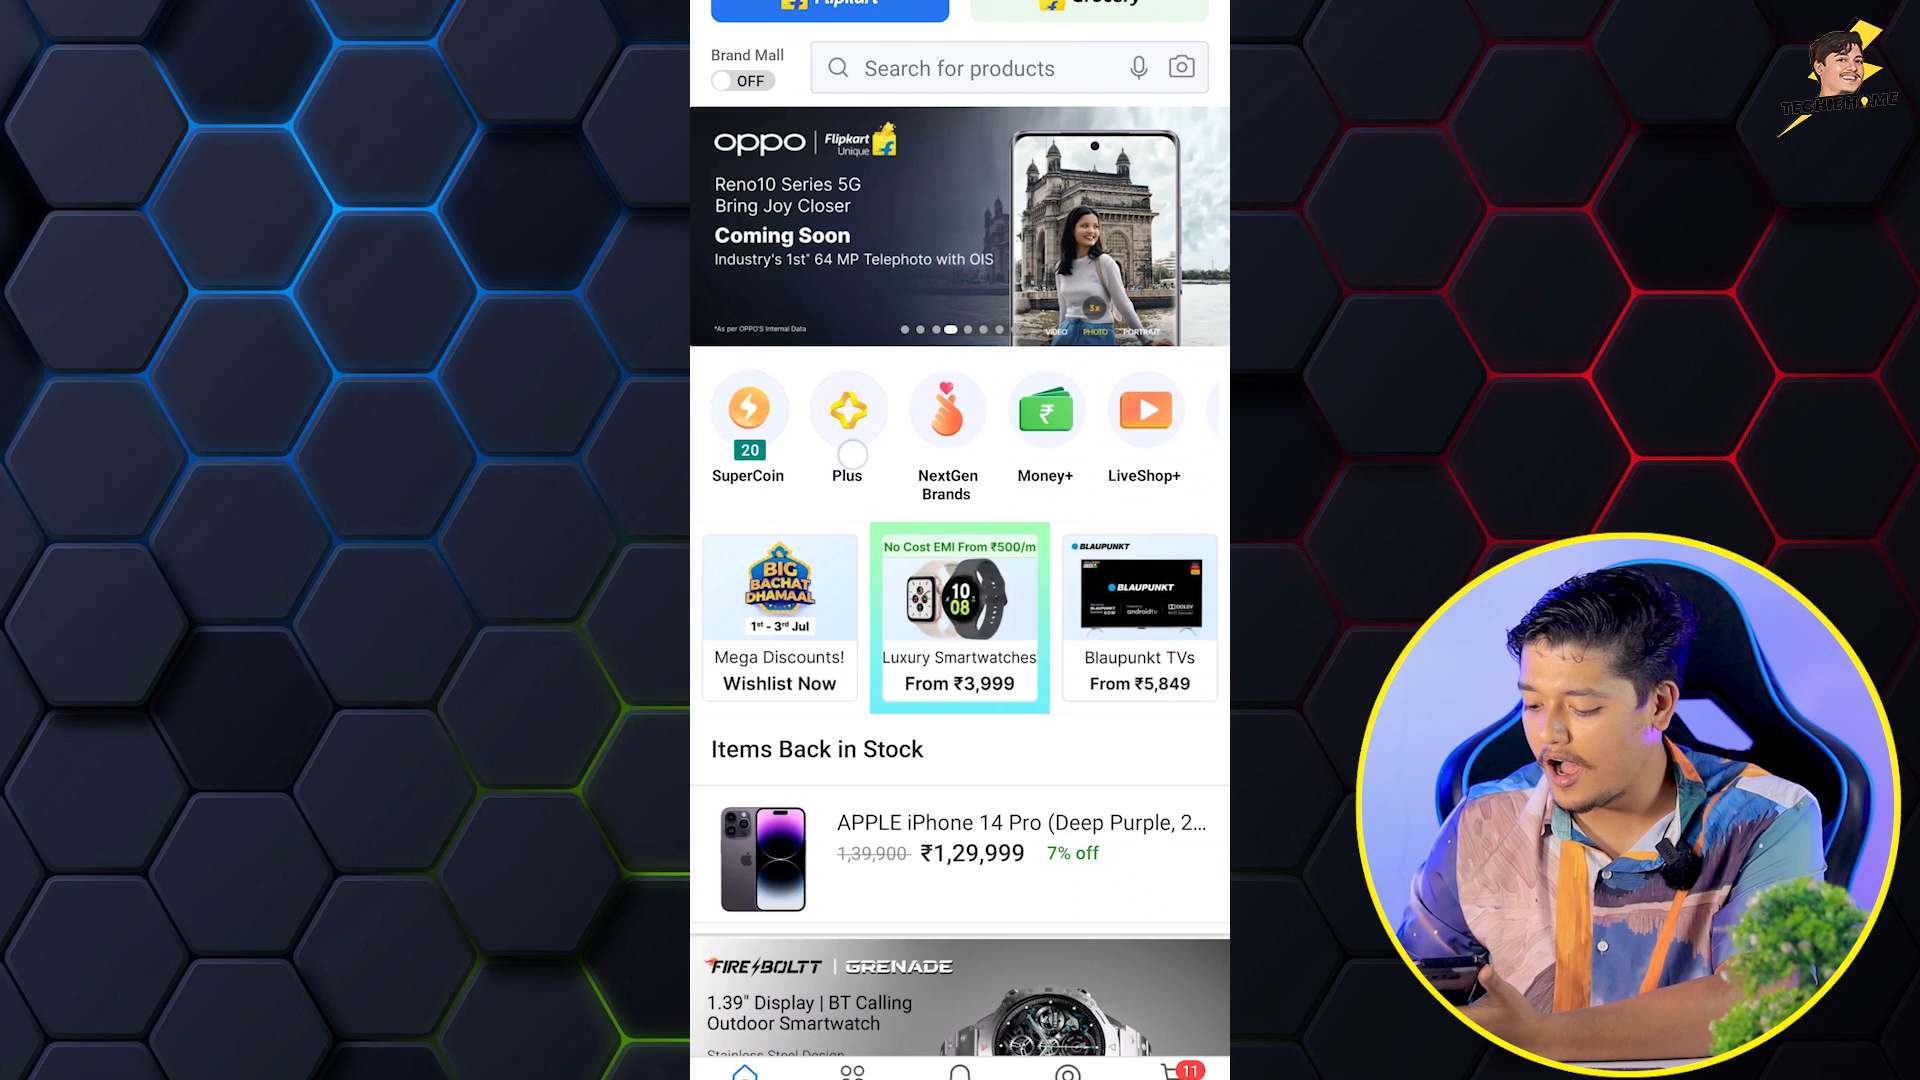 Flipkart
Grocery
Brand Mall
OFF
Search for products
TECHIEHOME
oppo | Flipkart Unique
Reno10 Series 5G
Bring Joy Closer
Coming Soon
Industry's 1st* 64 MP Telephoto with OIS
*As per OPPO'S Internal Data
3x
VIDEO PHOTO PORTRAIT
20
SuperCoin
Plus
NextGen
Brands
Money+
LiveShop+
BIG
BACHAT
DHAMAAL
1st - 3rd Jul
Mega Discounts!
Wishlist Now
No Cost EMI From ₹500/m
10
08
Luxury Smartwatches
From ₹3,999
BLAUPUNKT
BLAUPUNKT
androidtv
DOLBY
Blaupunkt TVs
From ₹5,849
Items Back in Stock
APPLE iPhone 14 Pro (Deep Purple, 2...
1,39,900 ₹1,29,999 7% off
FIRE-BOLTT | GRENADE
1.39" Display | BT Calling
Outdoor Smartwatch
Stainless Steel Design
11